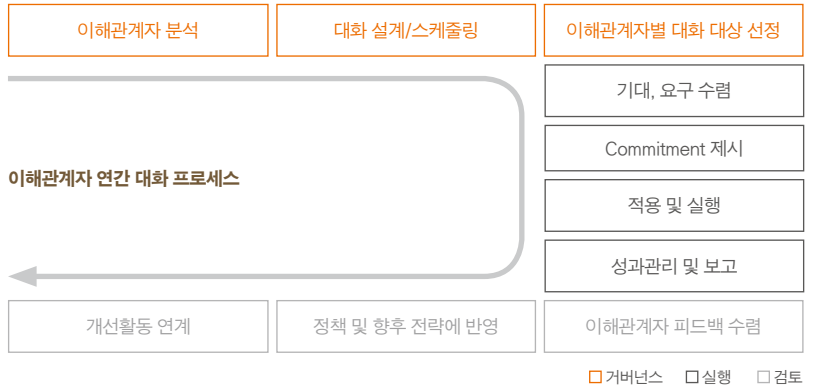 이해관계자 분석
대화 설계/스케줄링
이해관계자별 대화 대상 선정
기대, 요구 수렴
Commitment 제시
이해관계자 연간 대화 프로세스
적용 및 실행
성과관리 및 보고
개선활동 연계
정책 및 향후 전략에 반영
이해관계자 피드백 수렴
거버넌스
실행
검토